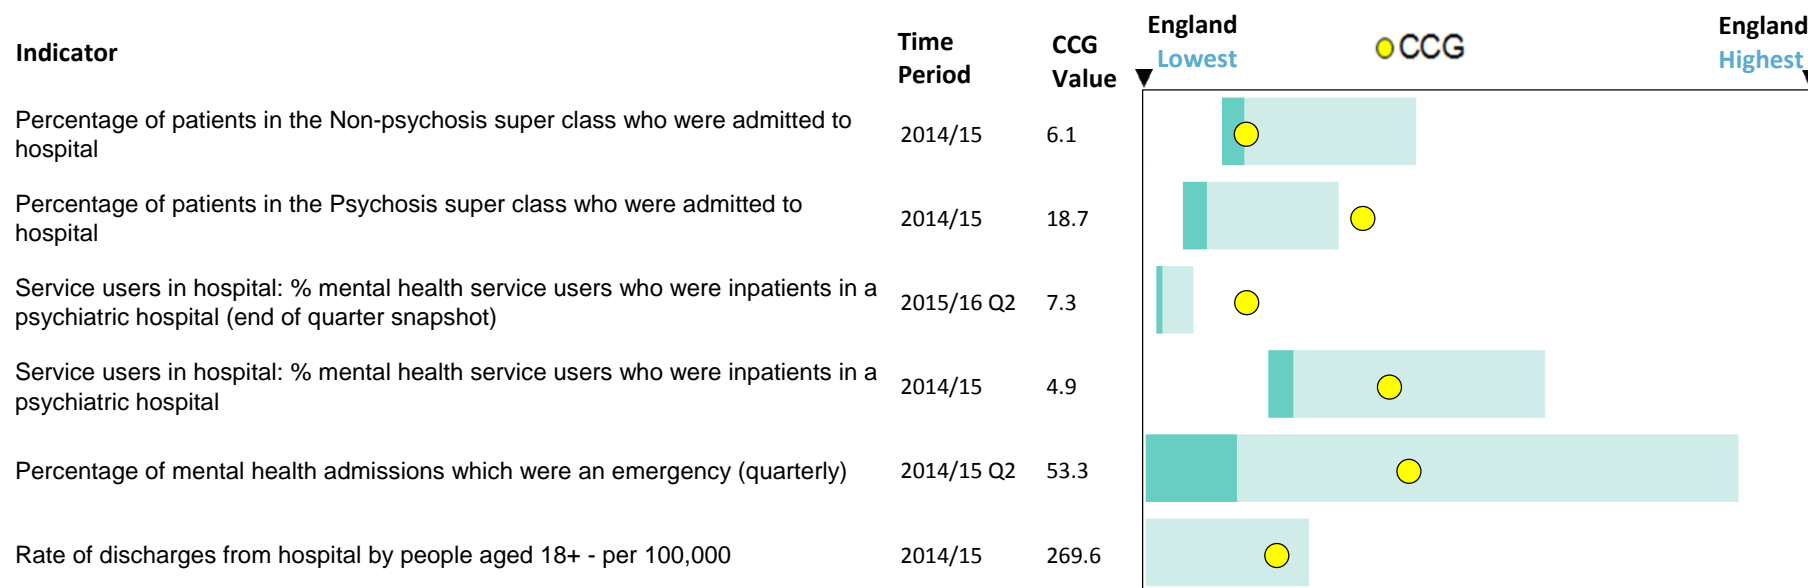 Indicator
Time
Period
CCG
Value
England
Lowest
CCG
England
Highest
Percentage of patients in the Non-psychosis super class who were admitted to
hospital
2014/15
6.1
Percentage of patients in the Psychosis super class who were admitted to
hospital
2014/15
18.7
Service users in hospital: % mental health service users who were inpatients in a
psychiatric hospital (end of quarter snapshot)
2015/16 Q2
7.3
Service users in hospital: % mental health service users who were inpatients in a
psychiatric hospital
2014/15
4.9
Percentage of mental health admissions which were an emergency (quarterly)
2014/15 Q2
53.3
Rate of discharges from hospital by people aged 18+ - per 100,000
2014/15
269.6